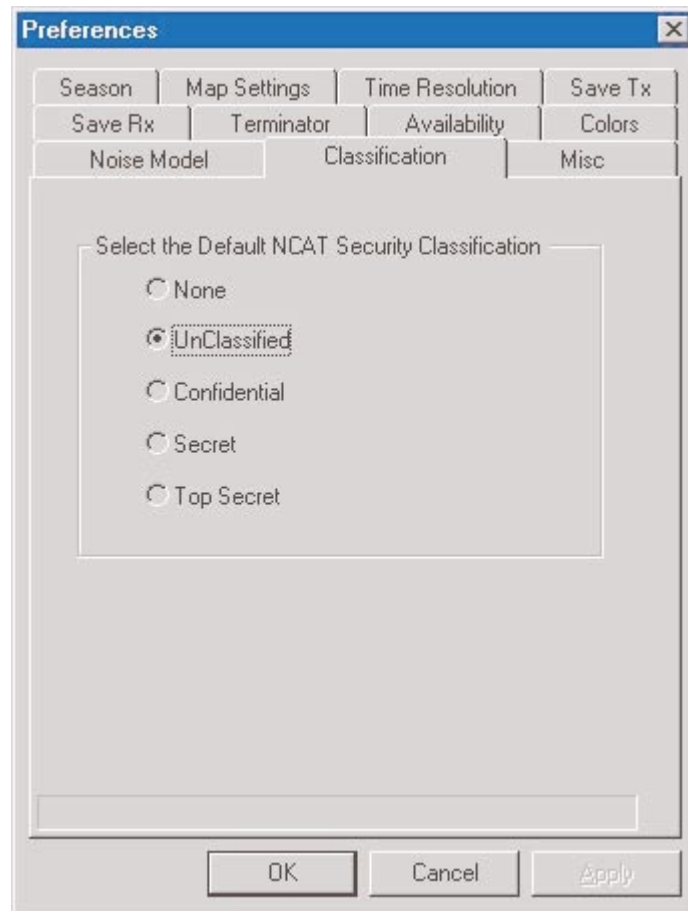 Preferences
Season Map Settings Time Resolution Save Tx
Save Rx Terminator Availability Colors
Noise Model Classification Misc
Select the Default NCAT Security Classification
None
UnClassified
Confidential
Secret
Top Secret
OK Cancel Apply